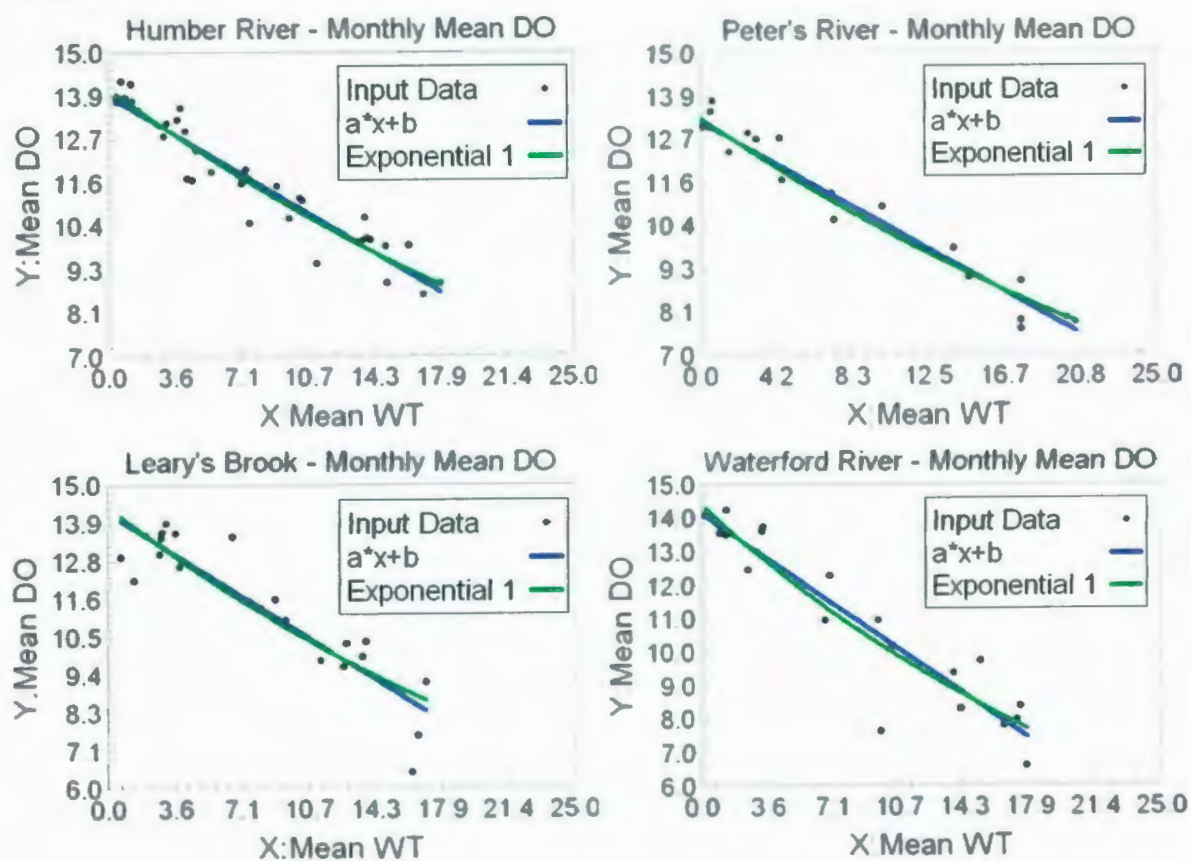 Humber River - Monthly Mean DO
15.0
13.9
12.7
11.6
10.4
9.3
8.1
7.0
Y:Mean DO
Input Data
a*x+b
Exponential 1
0.0 3.6 7.1 10.7 14.3 17.9 21.4 25.0
X Mean WT
Peter's River - Monthly Mean DO
15.0
13.9
12.7
11.6
10.4
9.3
8.1
7.0
Y:Mean DO
Input Data
a*x+b
Exponential 1
0.0 4 2 8.3 12 5 16.7 20.8 25.0
X Mean WT
Leary's Brook - Monthly Mean DO
15.0
13.9
12.8
11.6
10.5
9.4
8.3
7 1
6.0
Y.Mean DO
Input Data
a*x+b
Exponential 1
0.0 3.6 7.1 10.7 14.3 17.9 21.4 25.0
X:Mean WT
Waterford River - Monthly Mean DO
15.0
14.0
13.0
12.0
11.0
10.0
9 0
8.0
7.0
6.0
Y:Mean DO
Input Data
a*x+b
Exponential 1
0.0 3.6 7.1 10.7 14.3 17 9 21 4 25.0
X Mean WT